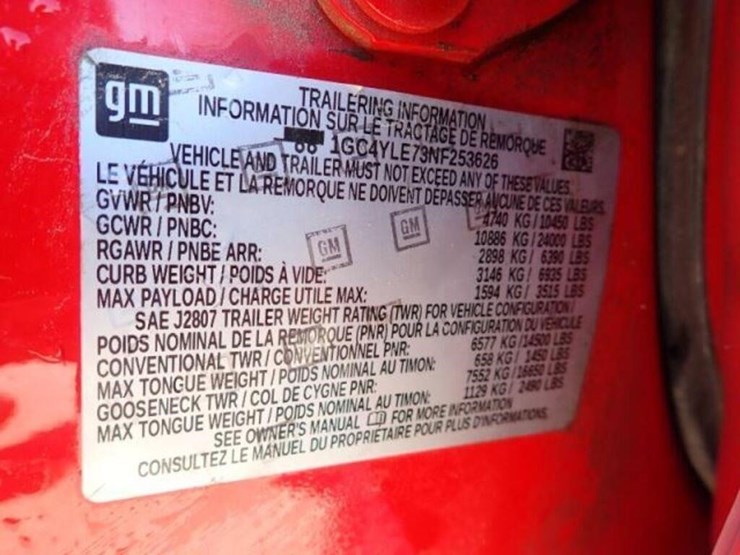 gm
TRAILERING INFORMATION
INFORMATION SUR LE TRACTAGE DE REMORQUE
1GC4YLE73NF253626
VEHICLE AND TRAILER MUST NOT EXCEED ANY OF THESE VALUES.
LE VÉHICULE ET LA REMORQUE NE DOIVENT DÉPASSER AUCUNE DE CES VALEURS.
GVWR / PNBV: 4740 KG / 10450 LBS
GCWR / PNBC: 10886 KG / 24000 LBS
RGAWR / PNBE ARR: 2898 KG / 6390 LBS
CURB WEIGHT / POIDS À VIDE: 3146 KG / 6935 LBS
MAX PAYLOAD / CHARGE UTILE MAX: 1594 KG / 3515 LBS
SAE J2807 TRAILER WEIGHT RATING (TWR) FOR VEHICLE CONFIGURATION
POIDS NOMINAL DE LA REMORQUE (PNR) POUR LA CONFIGURATION DU VÉHICULE
CONVENTIONAL TWR / CONVENTIONNEL PNR: 6577 KG / 14500 LBS
MAX TONGUE WEIGHT / POIDS NOMINAL AU TIMON: 658 KG / 1450 LBS
GOOSENECK TWR / COL DE CYGNE PNR: 7552 KG / 16650 LBS
MAX TONGUE WEIGHT / POIDS NOMINAL AU TIMON: 1129 KG / 2490 LBS
SEE OWNER'S MANUAL FOR MORE INFORMATION
CONSULTEZ LE MANUEL DU PROPRIÉTAIRE POUR PLUS D'INFORMATIONS.
GM
GM